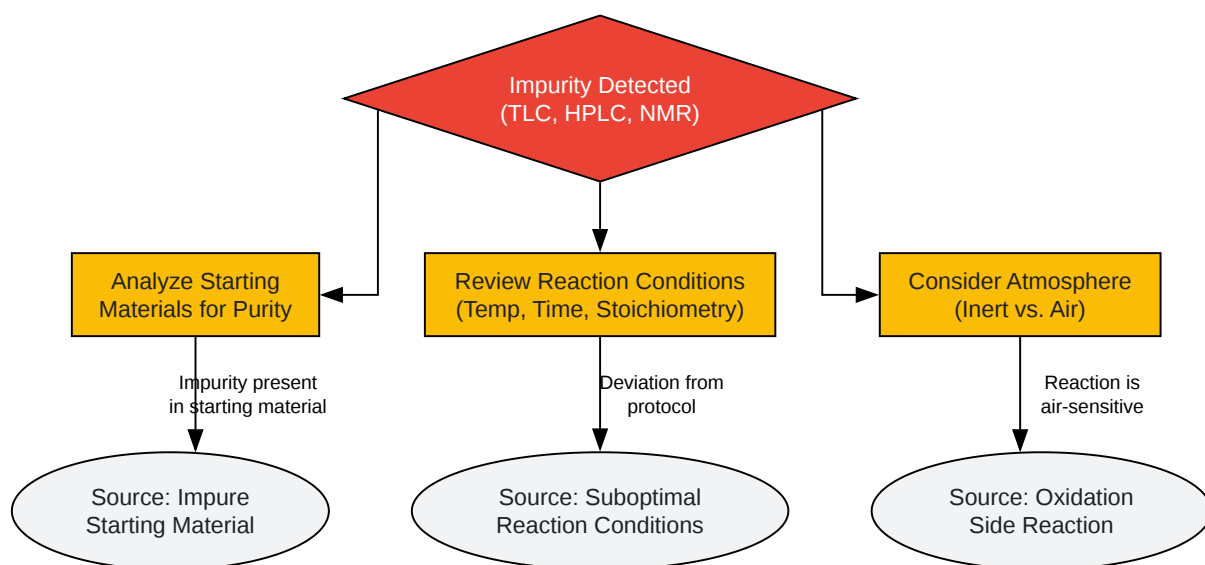 Impurity Detected
(TLC, HPLC, NMR)
Analyze Starting
Materials for Purity
Review Reaction Conditions
(Temp, Time, Stoichiometry)
Consider Atmosphere
(Inert vs. Air)
Impurity present
in starting material
Deviation from
protocol
Reaction is
air-sensitive
Source: Impure
Starting Material
Source: Suboptimal
Reaction Conditions
Source: Oxidation
Side Reaction